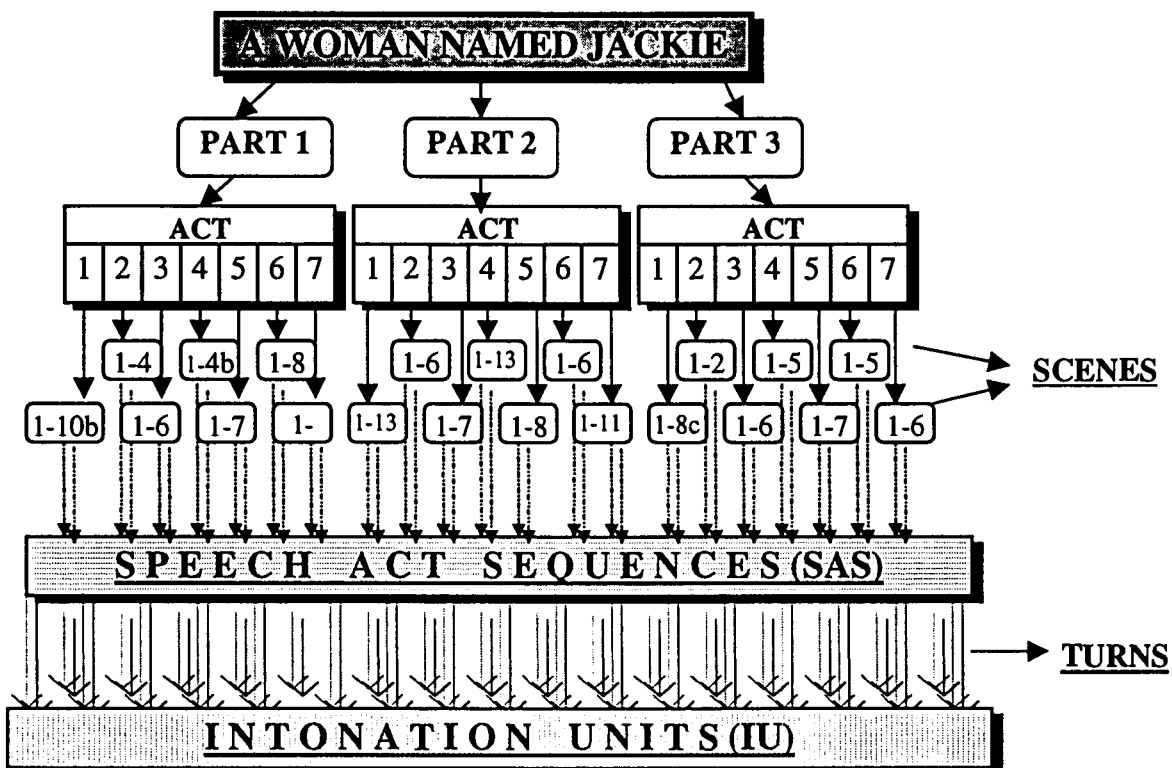 A WOMAN NAMED JACKIE
PART 1 PART 2 PART 3
ACT ACT ACT
1 2 3 4 5 6 7 1 2 3 4 5 6 7 1 2 3 4 5 6 7
1-4 1-4b 1-8 1-6 1-13 1-6 1-2 1-5 1-5
SCENES
1-10b 1-6 1-7 1- 1-13 1-7 1-8 1-11 1-8c 1-6 1-7 1-6
SPEECH ACT SEQUENCES (SAS)
TURNS
INTONATION UNITS (IU)